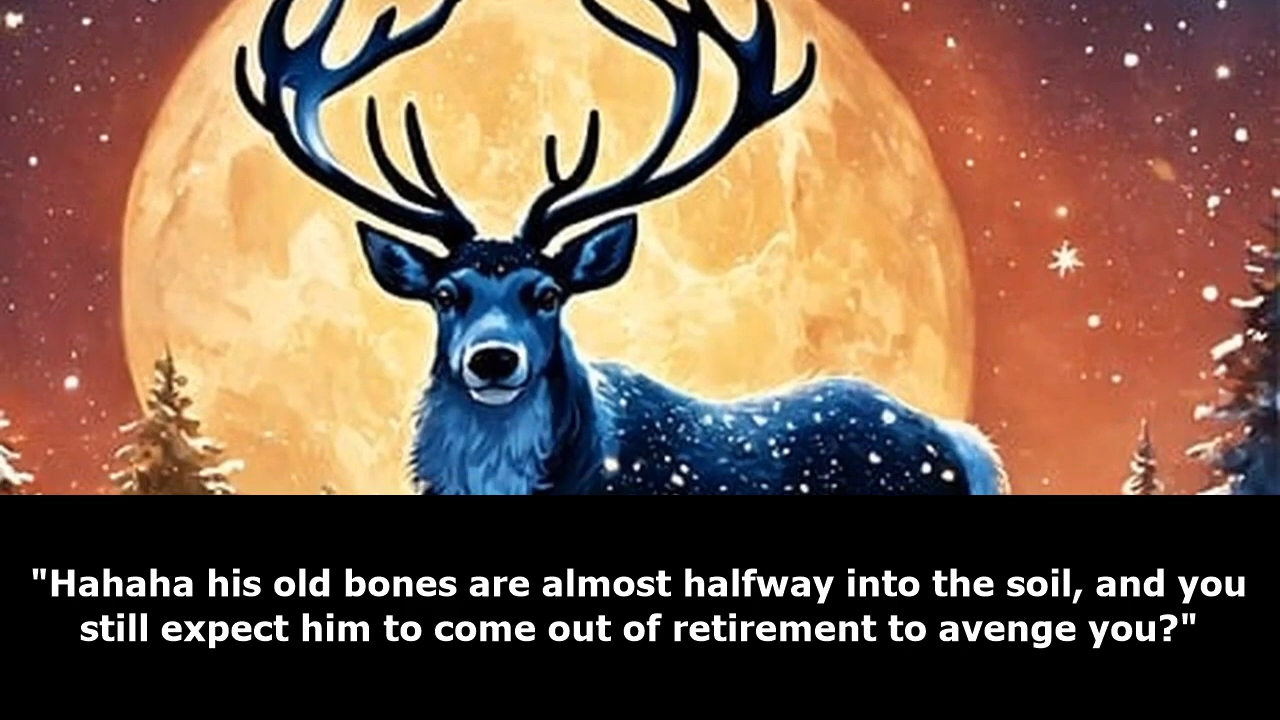 "Hahaha his old bones are almost halfway into the soil, and you
still expect him to come out of retirement to avenge you?"